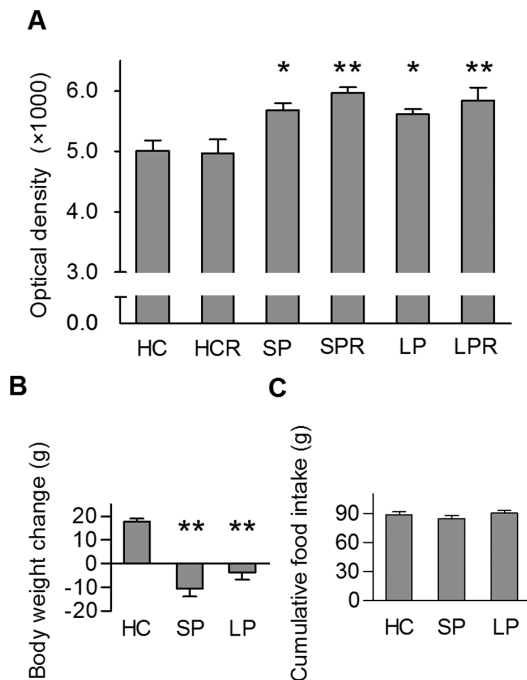 A
Optical density (×1000)
6.0
5.0
4.0
3.0
0.0
* ** * **
HC HCR SP SPR LP LPR
B
Body weight change (g)
20
10
0
-10
-20
** **
HC SP LP
C
Cumulative food intake (g)
90
60
30
0
HC SP LP